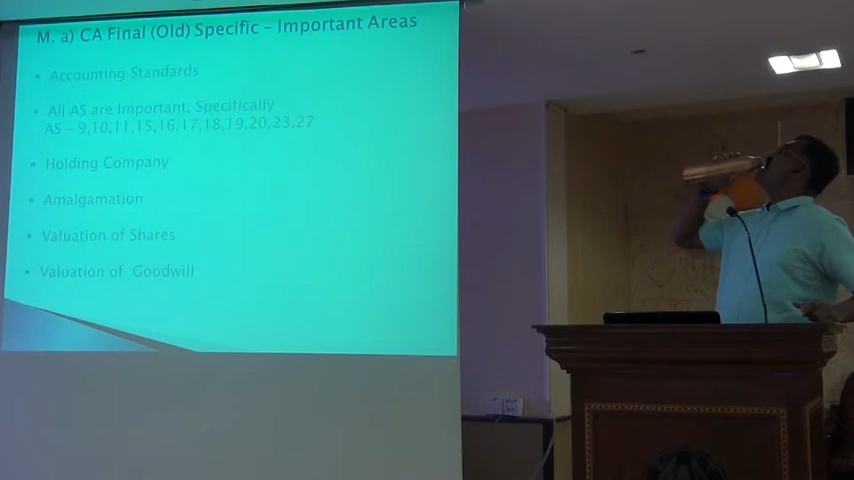 M. a) CA Final (Old) Specific – Important Areas
Accounting Standards
All AS are Important, Specifically
AS – 9,10,11,15,16,17,18,19,20,23,27
Holding Company
Amalgamation
Valuation of Shares
Valuation of Goodwill